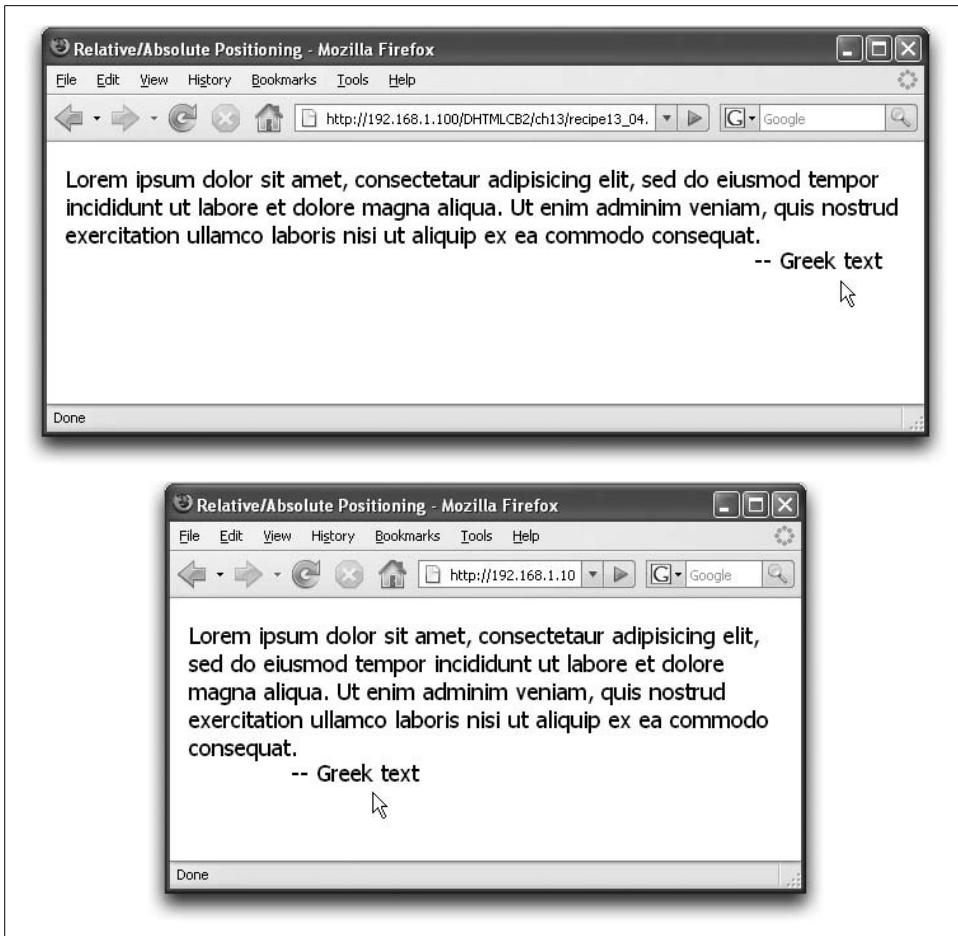 Relative/Absolute Positioning - Mozilla Firefox
File Edit View History Bookmarks Tools Help
http://192.168.1.100/DHTMLCB2/ch13/recipe13_04. G Google
Lorem ipsum dolor sit amet, consectetaur adipisicing elit, sed do eiusmod tempor
incididunt ut labore et dolore magna aliqua. Ut enim adminim veniam, quis nostrud
exercitation ullamco laboris nisi ut aliquip ex ea commodo consequat.
-- Greek text
Done
Relative/Absolute Positioning - Mozilla Firefox
File Edit View History Bookmarks Tools Help
http://192.168.1.10 G Google
Lorem ipsum dolor sit amet, consectetaur adipisicing elit,
sed do eiusmod tempor incididunt ut labore et dolore
magna aliqua. Ut enim adminim veniam, quis nostrud
exercitation ullamco laboris nisi ut aliquip ex ea commodo
consequat.
-- Greek text
Done